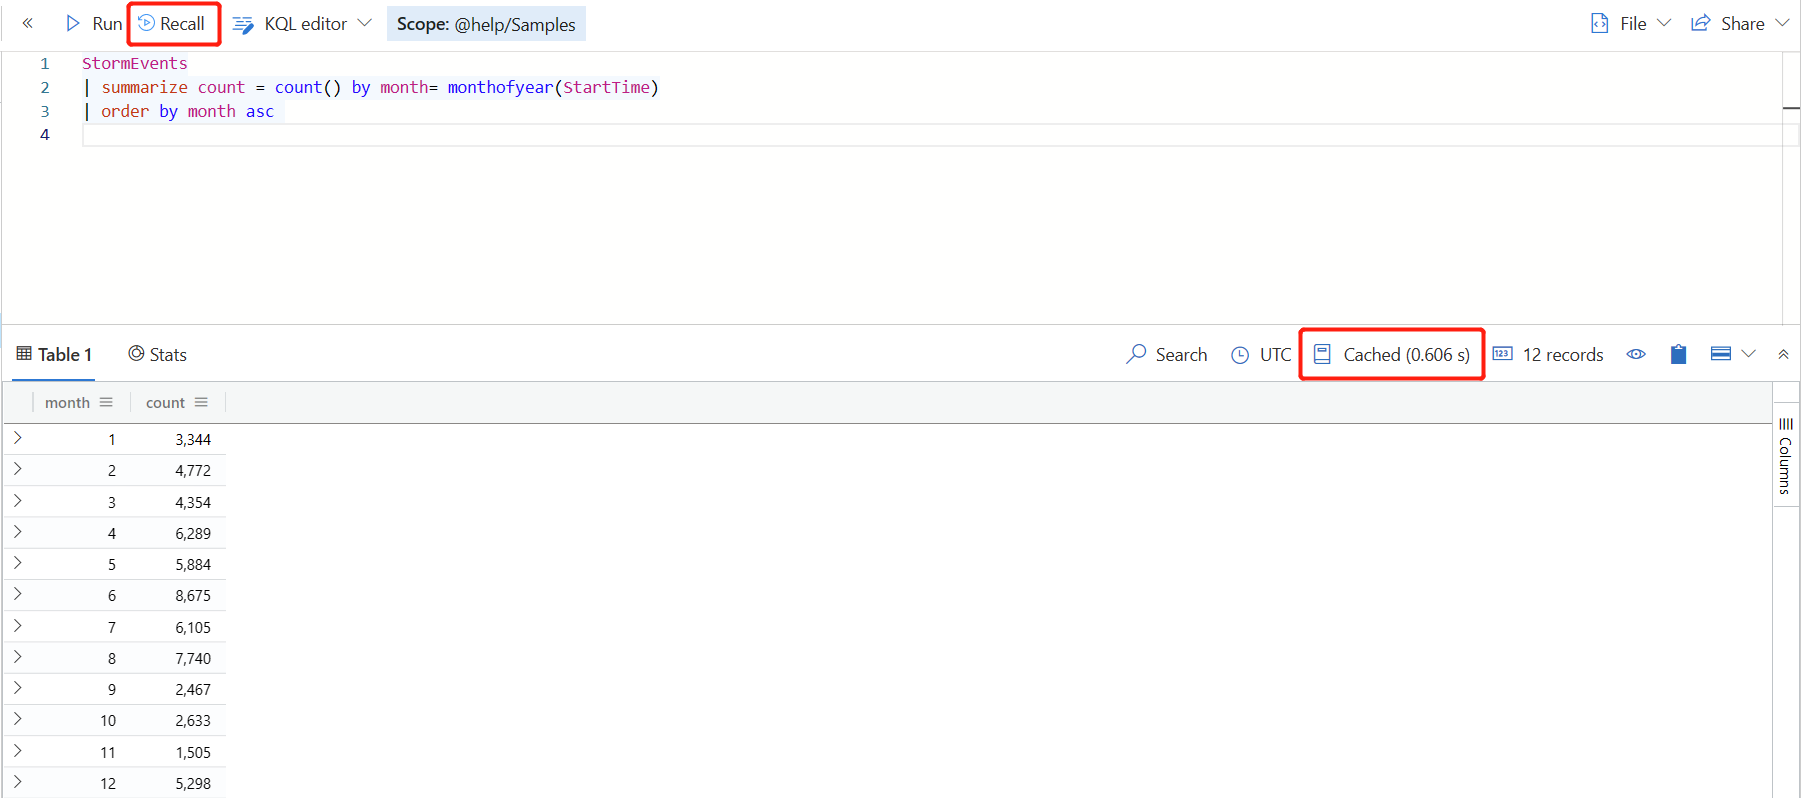 « Run Recall KQL editor Scope: @help/Samples File Share
1 StormEvents
2 | summarize count = count() by month= monthofyear(StartTime)
3 | order by month asc
4
Table 1 Stats Search UTC Cached (0.606 s) 123 12 records
month count
1 3,344
2 4,772
3 4,354
4 6,289
5 5,884
6 8,675
7 6,105
8 7,740
9 2,467
10 2,633
11 1,505
12 5,298
Columns